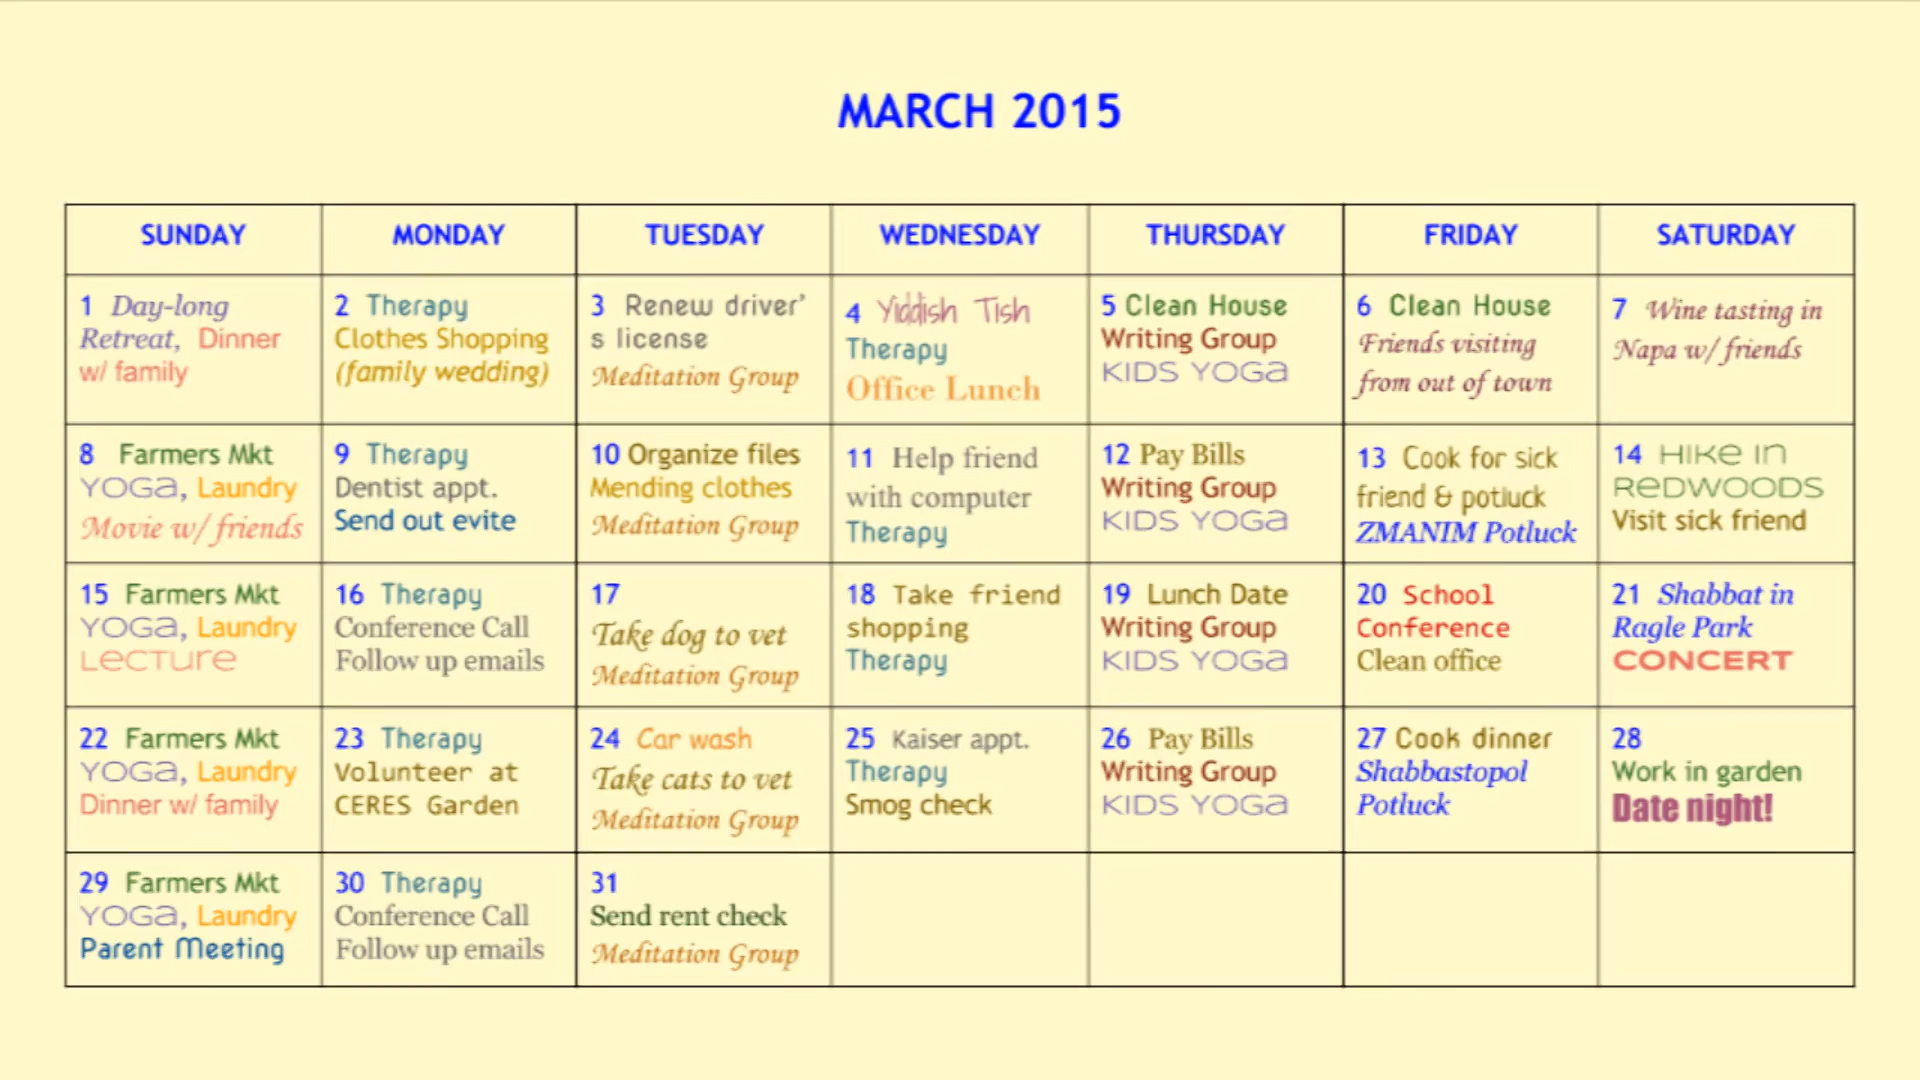 MARCH 2015
SUNDAY MONDAY TUESDAY WEDNESDAY THURSDAY FRIDAY SATURDAY
1 Day-long
Retreat, Dinner
w/ family
2 Therapy
Clothes Shopping
(family wedding)
3 Renew driver'
s license
Meditation Group
4 Yiddish Tish
Therapy
Office Lunch
5 Clean House
Writing Group
KIDS YOGa
6 Clean House
Friends visiting
from out of town
7 Wine tasting in
Napa w/ friends
8 Farmers Mkt
YOGa, Laundry
Movie w/ friends
9 Therapy
Dentist appt.
Send out evite
10 Organize files
Mending clothes
Meditation Group
11 Help friend
with computer
Therapy
12 Pay Bills
Writing Group
KIDS YOGa
13 Cook for sick
friend & potluck
ZMANIM Potluck
14 HIKe In
ReDWOODS
Visit sick friend
15 Farmers Mkt
YOGa, Laundry
LeCTUre
16 Therapy
Conference Call
Follow up emails
17
Take dog to vet
Meditation Group
18 Take friend
shopping
Therapy
19 Lunch Date
Writing Group
KIDS YOGa
20 School
Conference
Clean office
21 Shabbat in
Ragle Park
CONCERT
22 Farmers Mkt
YOGa, Laundry
Dinner w/ family
23 Therapy
Volunteer at
CERES Garden
24 Car wash
Take cats to vet
Meditation Group
25 Kaiser appt.
Therapy
Smog check
26 Pay Bills
Writing Group
KIDS YOGa
27 Cook dinner
Shabbastopol
Potluck
28
Work in garden
Date night!
29 Farmers Mkt
YOGa, Laundry
Parent Meeting
30 Therapy
Conference Call
Follow up emails
31
Send rent check
Meditation Group